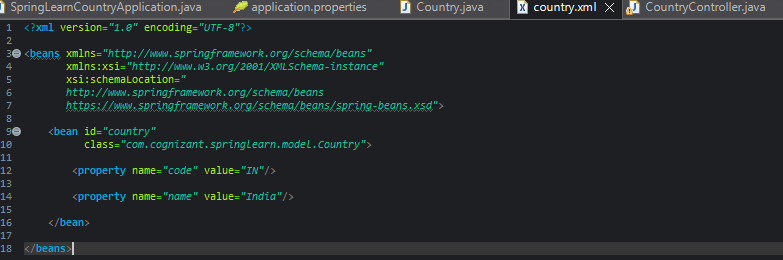 SpringLearnCountryApplication.java application.properties Country.java country.xml CountryController.java
1 <?xml version="1.0" encoding="UTF-8"?>
2
3 <beans xmlns="http://www.springframework.org/schema/beans"
4 xmlns:xsi="http://www.w3.org/2001/XMLSchema-instance"
5 xsi:schemaLocation="
6 http://www.springframework.org/schema/beans
7 https://www.springframework.org/schema/beans/spring-beans.xsd">
8
9 <bean id="country"
10 class="com.cognizant.springlearn.model.Country">
11
12 <property name="code" value="IN"/>
13
14 <property name="name" value="India"/>
15
16 </bean>
17
18 </beans>